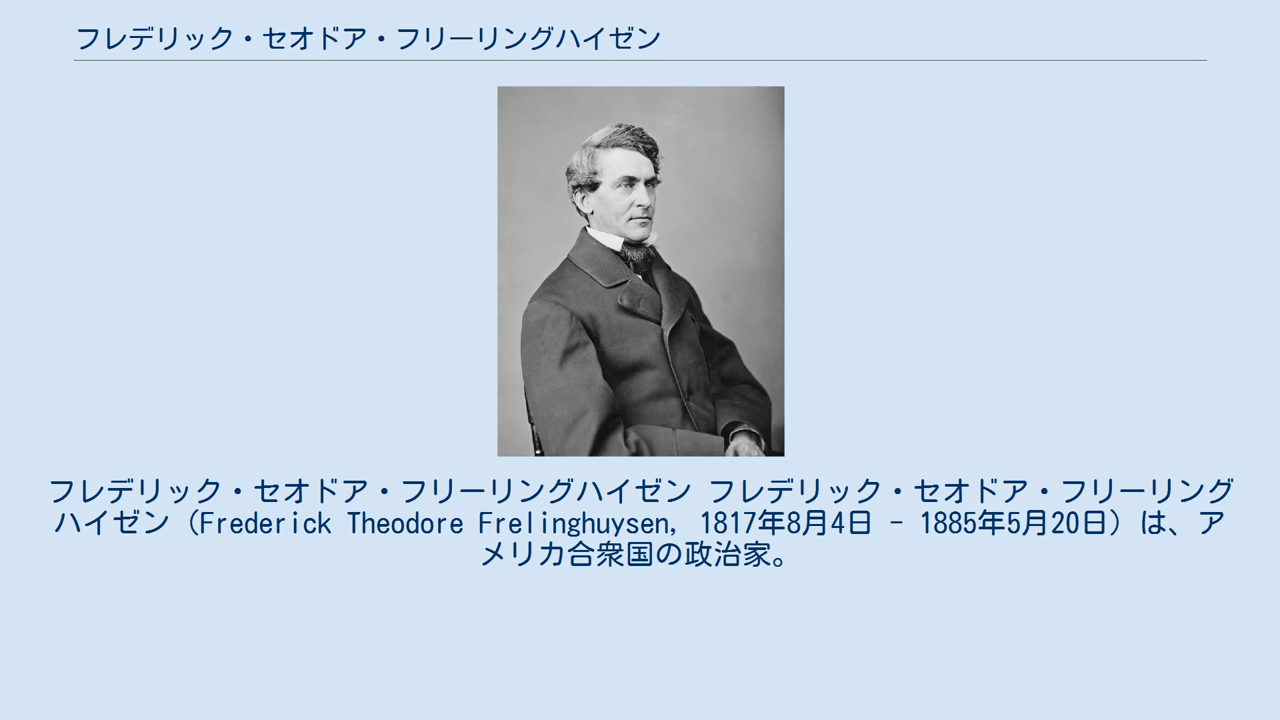 フレデリック・セオドア・フリーリングハイゼン
フレデリック・セオドア・フリーリングハイゼン フレデリック・セオドア・フリーリング
ハイゼン（Frederick Theodore Frelinghuysen, 1817年8月4日 - 1885年5月20日）は、ア
メリカ合衆国の政治家。